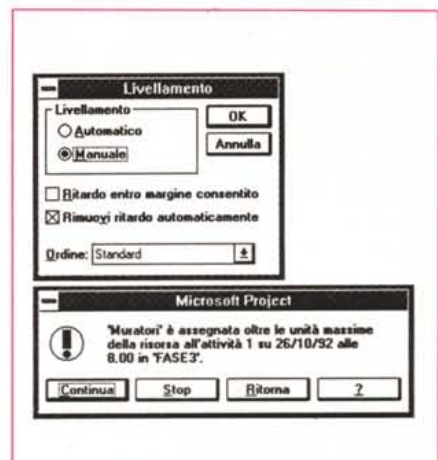 Livellamento
Livellamento
Automatico
Manuale
OK
Annulla
Ritardo entro margine consentito
Rimuovi ritardo automaticamente
Ordine: Standard
Microsoft Project
"Muratori" è assegnata oltre le unità massime
della risorsa all'attività 1 su 26/10/92 alle
8.00 in "FASE3".
Continua Stop Ritorna ?